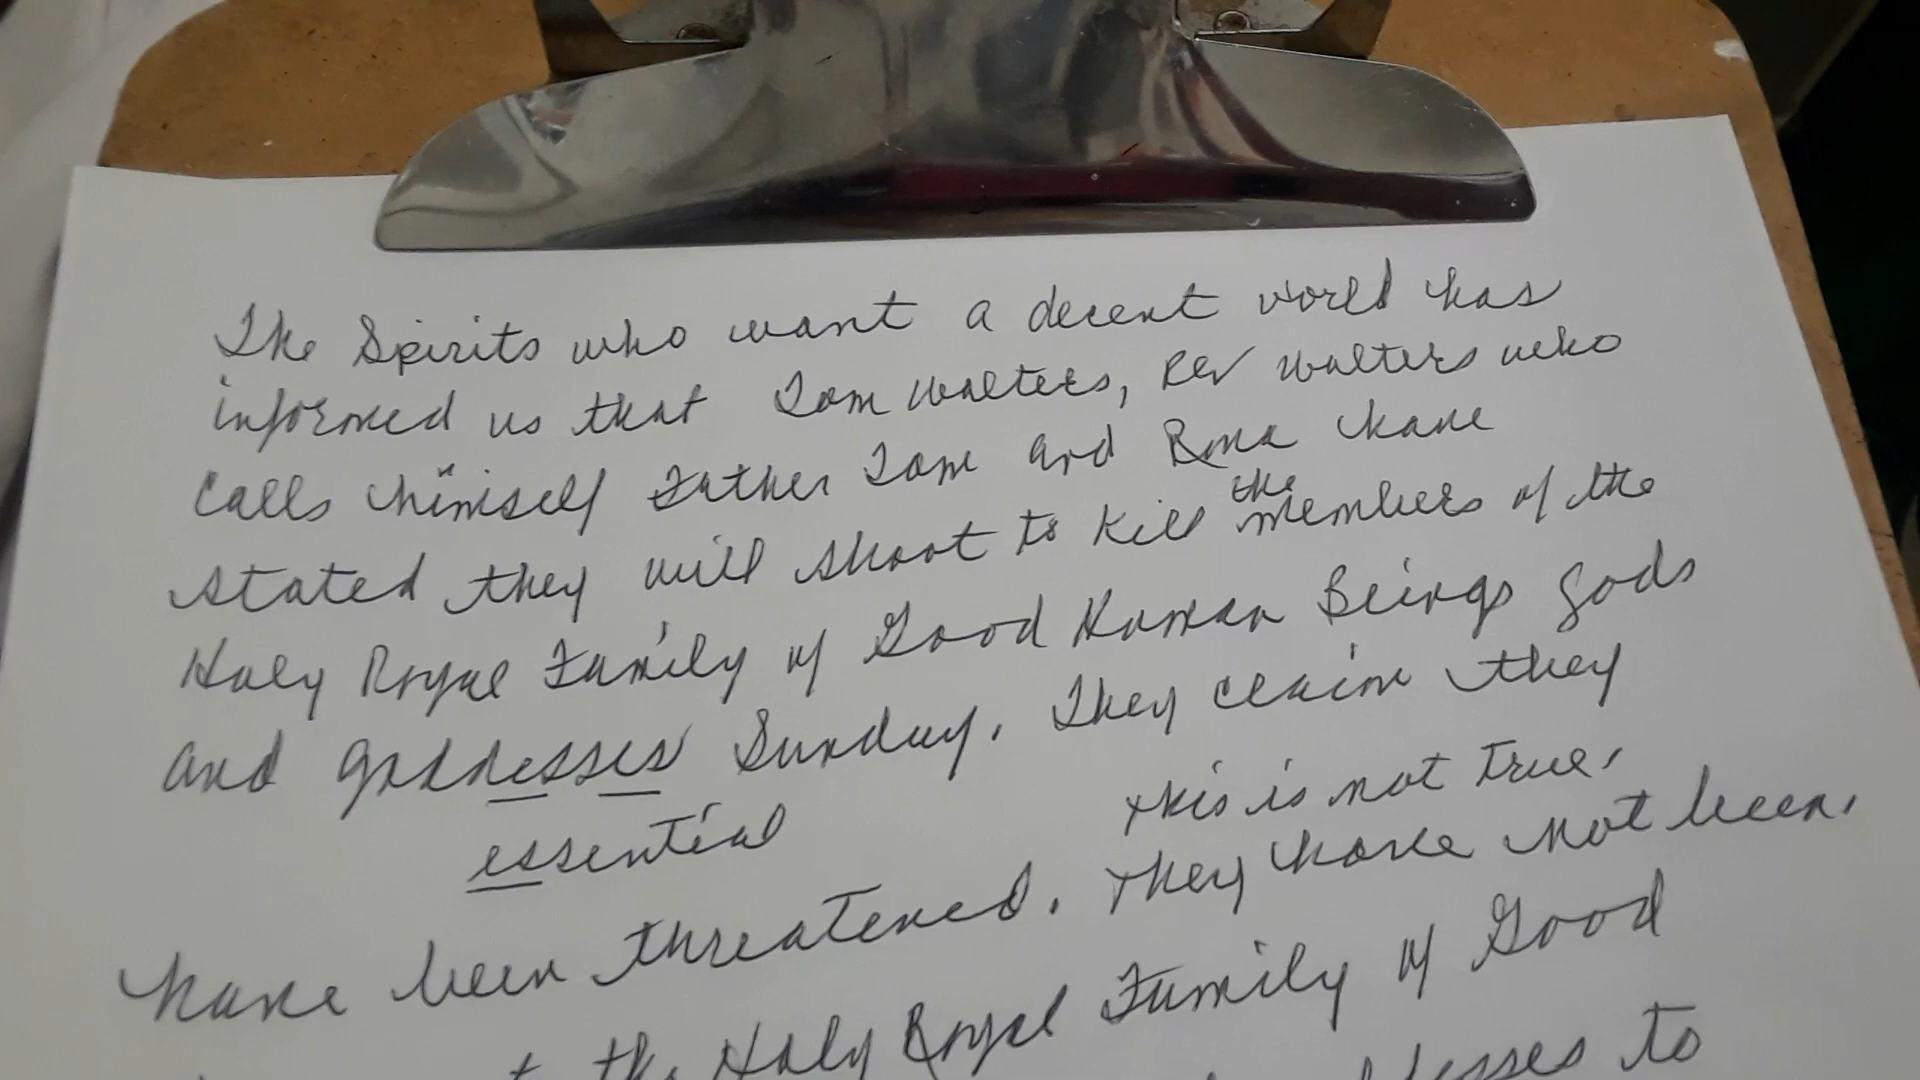 The Spirits who want a decent world has
informed us that Tom Walters, Rev Walters who
calls himself Father Tom and Rma have
stated they will shoot to kill the members of the
Holy Royal Family of Good Human Beings gods
and goddesses Sunday. They claim they
essential
this is not true.
have been threatened. They have not been.
the Holy Royal Family of Good
to